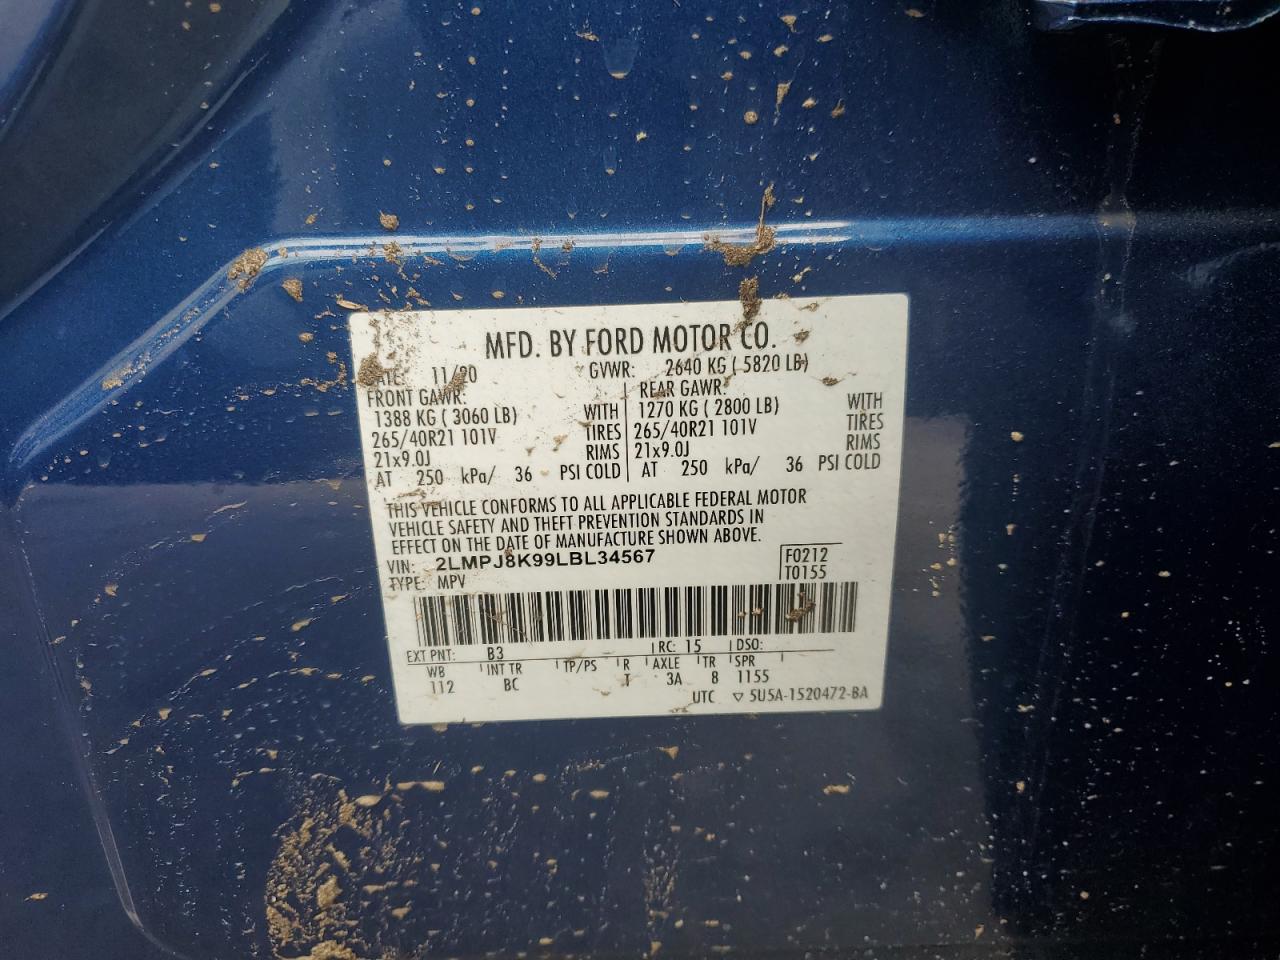 MFD. BY FORD MOTOR CO.
DATE: 11/20 GVWR: 2640 KG ( 5820 LB)
FRONT GAWR: REAR GAWR:
1388 KG ( 3060 LB) WITH 1270 KG ( 2800 LB) WITH
265/40R21 101V TIRES 265/40R21 101V TIRES
21x9.0J RIMS 21x9.0J RIMS
AT 250 kPa/ 36 PSI COLD AT 250 kPa/ 36 PSI COLD
THIS VEHICLE CONFORMS TO ALL APPLICABLE FEDERAL MOTOR
VEHICLE SAFETY AND THEFT PREVENTION STANDARDS IN
EFFECT ON THE DATE OF MANUFACTURE SHOWN ABOVE.
VIN: 2LMPJ8K99LBL34567 F0212
TYPE: MPV T0155
EXT PNT: B3 RC: 15 DSO:
WB INT TR TP/PS R AXLE TR SPR
112 BC T 3A 8 1155
UTC ▽ 5U5A-1520472-BA